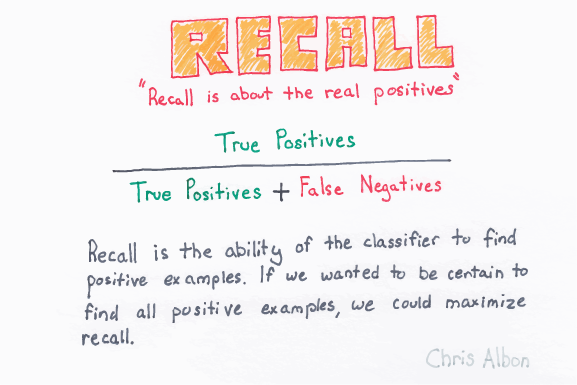 RECALL
"Recall is about the real positives"
True Positives
True Positives + False Negatives
Recall is the ability of the classifier to find
positive examples. If we wanted to be certain to
find all positive examples, we could maximize
recall.
Chris Albon